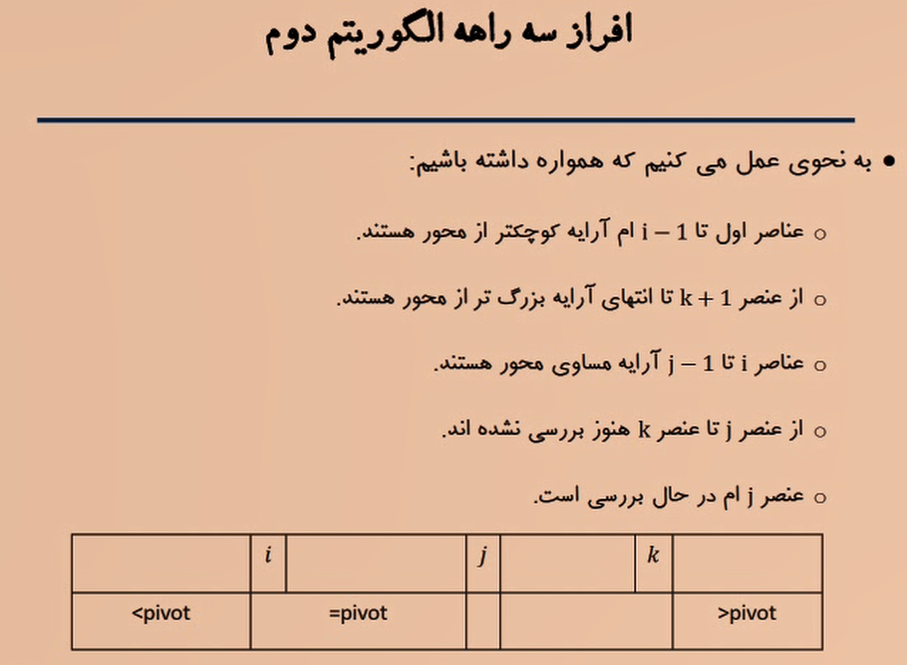 افراز سه راهه الگوریتم دوم
• به نحوی عمل می کنیم که همواره داشته باشیم:
○ عناصر اول تا i − 1 ام آرایه کوچکتر از محور هستند.
○ از عنصر k + 1 تا انتهای آرایه بزرگ تر از محور هستند.
○ عناصر i تا j − 1 آرایه مساوی محور هستند.
○ از عنصر j تا عنصر k هنوز بررسی نشده اند.
○ عنصر j ام در حال بررسی است.
i j k
<pivot =pivot >pivot